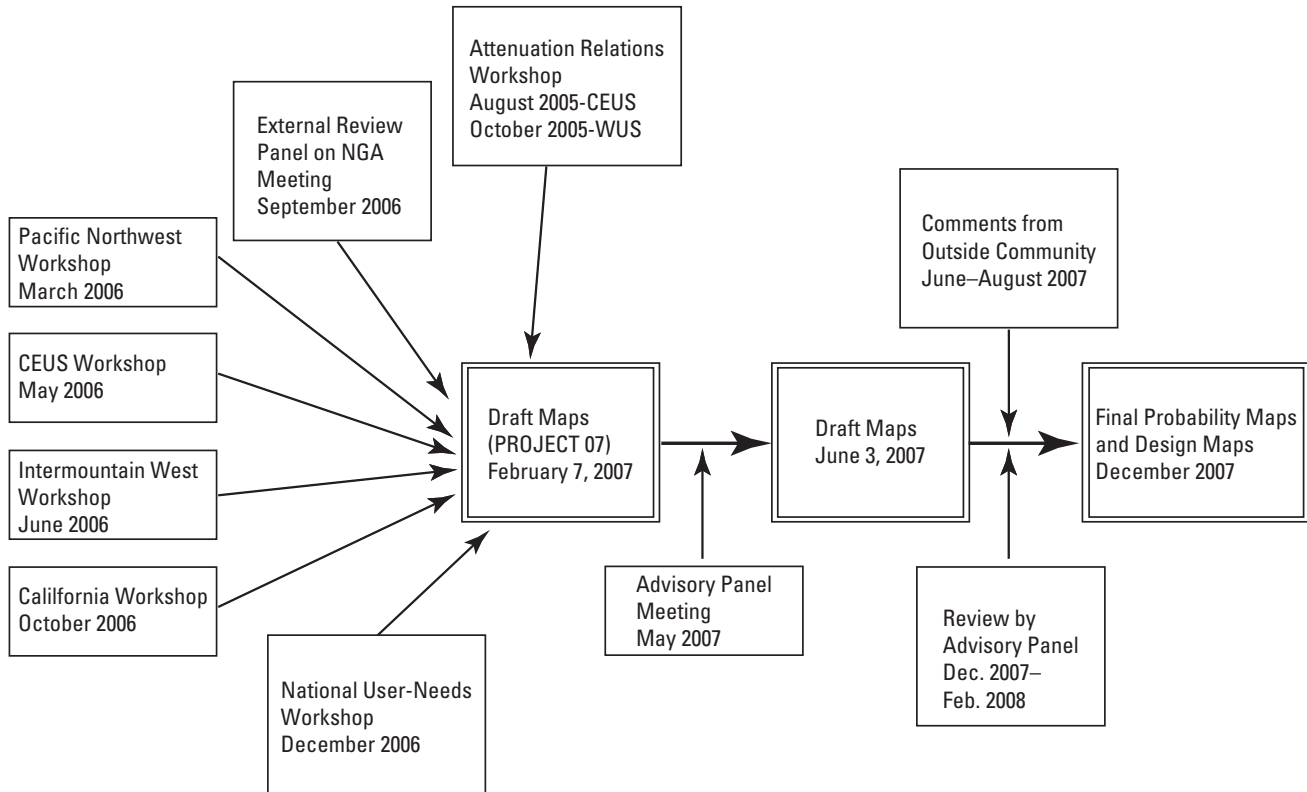 Attenuation Relations
Workshop
August 2005-CEUS
October 2005-WUS
External Review
Panel on NGA
Meeting
September 2006
Pacific Northwest
Workshop
March 2006
CEUS Workshop
May 2006
Intermountain West
Workshop
June 2006
Calilfornia Workshop
October 2006
National User-Needs
Workshop
December 2006
Draft Maps
(PROJECT 07)
February 7, 2007
Advisory Panel
Meeting
May 2007
Draft Maps
June 3, 2007
Comments from
Outside Community
June–August 2007
Review by
Advisory Panel
Dec. 2007–
Feb. 2008
Final Probability Maps
and Design Maps
December 2007